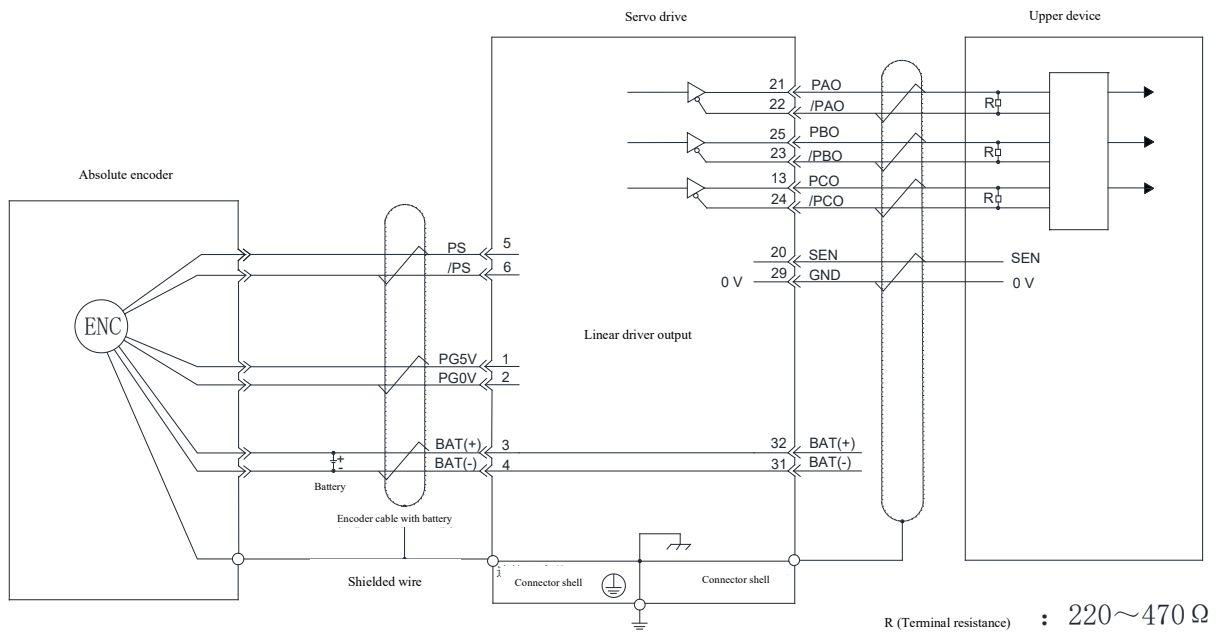 Servo drive
Upper device
21 PAO
22 /PAO
R
25 PBO
23 /PBO
R
13 PCO
24 /PCO
R
Absolute encoder
PS 5
/PS 6
20 SEN SEN
0 V 29 GND 0 V
ENC
Linear driver output
PG5V 1
PG0V 2
BAT(+) 3
32 BAT(+)
BAT(-) 4
31 BAT(-)
+
-
Battery
Encoder cable with battery
Shielded wire
Connector shell
Connector shell
R (Terminal resistance) : 220~470Ω